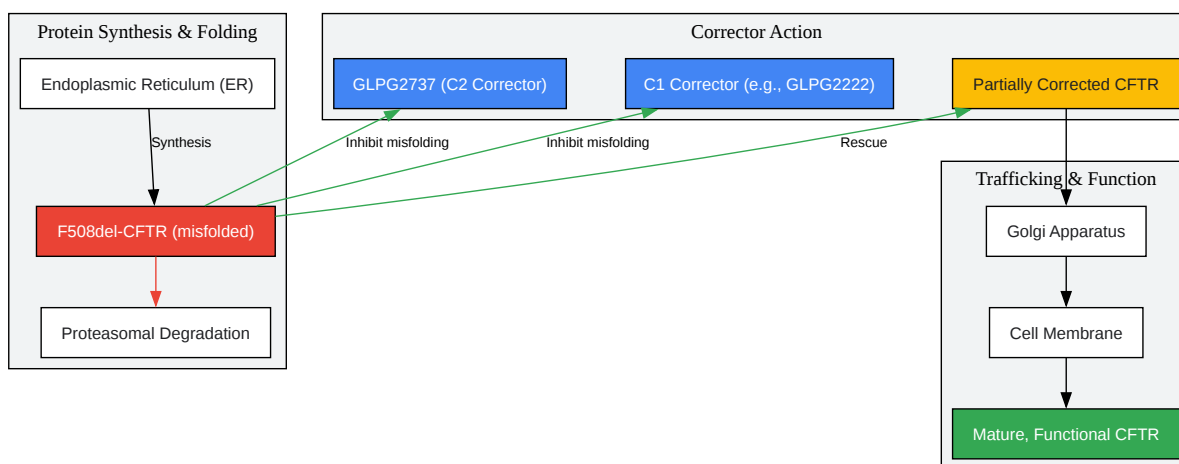 Protein Synthesis & Folding
Endoplasmic Reticulum (ER)
Synthesis
F508del-CFTR (misfolded)
Proteasomal Degradation
Corrector Action
GLPG2737 (C2 Corrector)
C1 Corrector (e.g., GLPG2222)
Partially Corrected CFTR
Inhibit misfolding
Inhibit misfolding
Rescue
Trafficking & Function
Golgi Apparatus
Cell Membrane
Mature, Functional CFTR